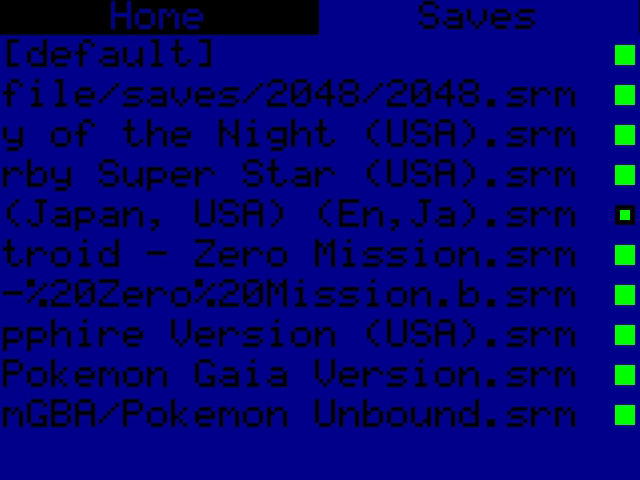 Home Saves
[default]
file/saves/2048/2048.srm
y of the Night (USA).srm
rby Super Star (USA).srm
(Japan, USA) (En,Ja).srm
troid - Zero Mission.srm
-%20Zero%20Mission.b.srm
pphire Version (USA).srm
Pokemon Gaia Version.srm
mGBA/Pokemon Unbound.srm